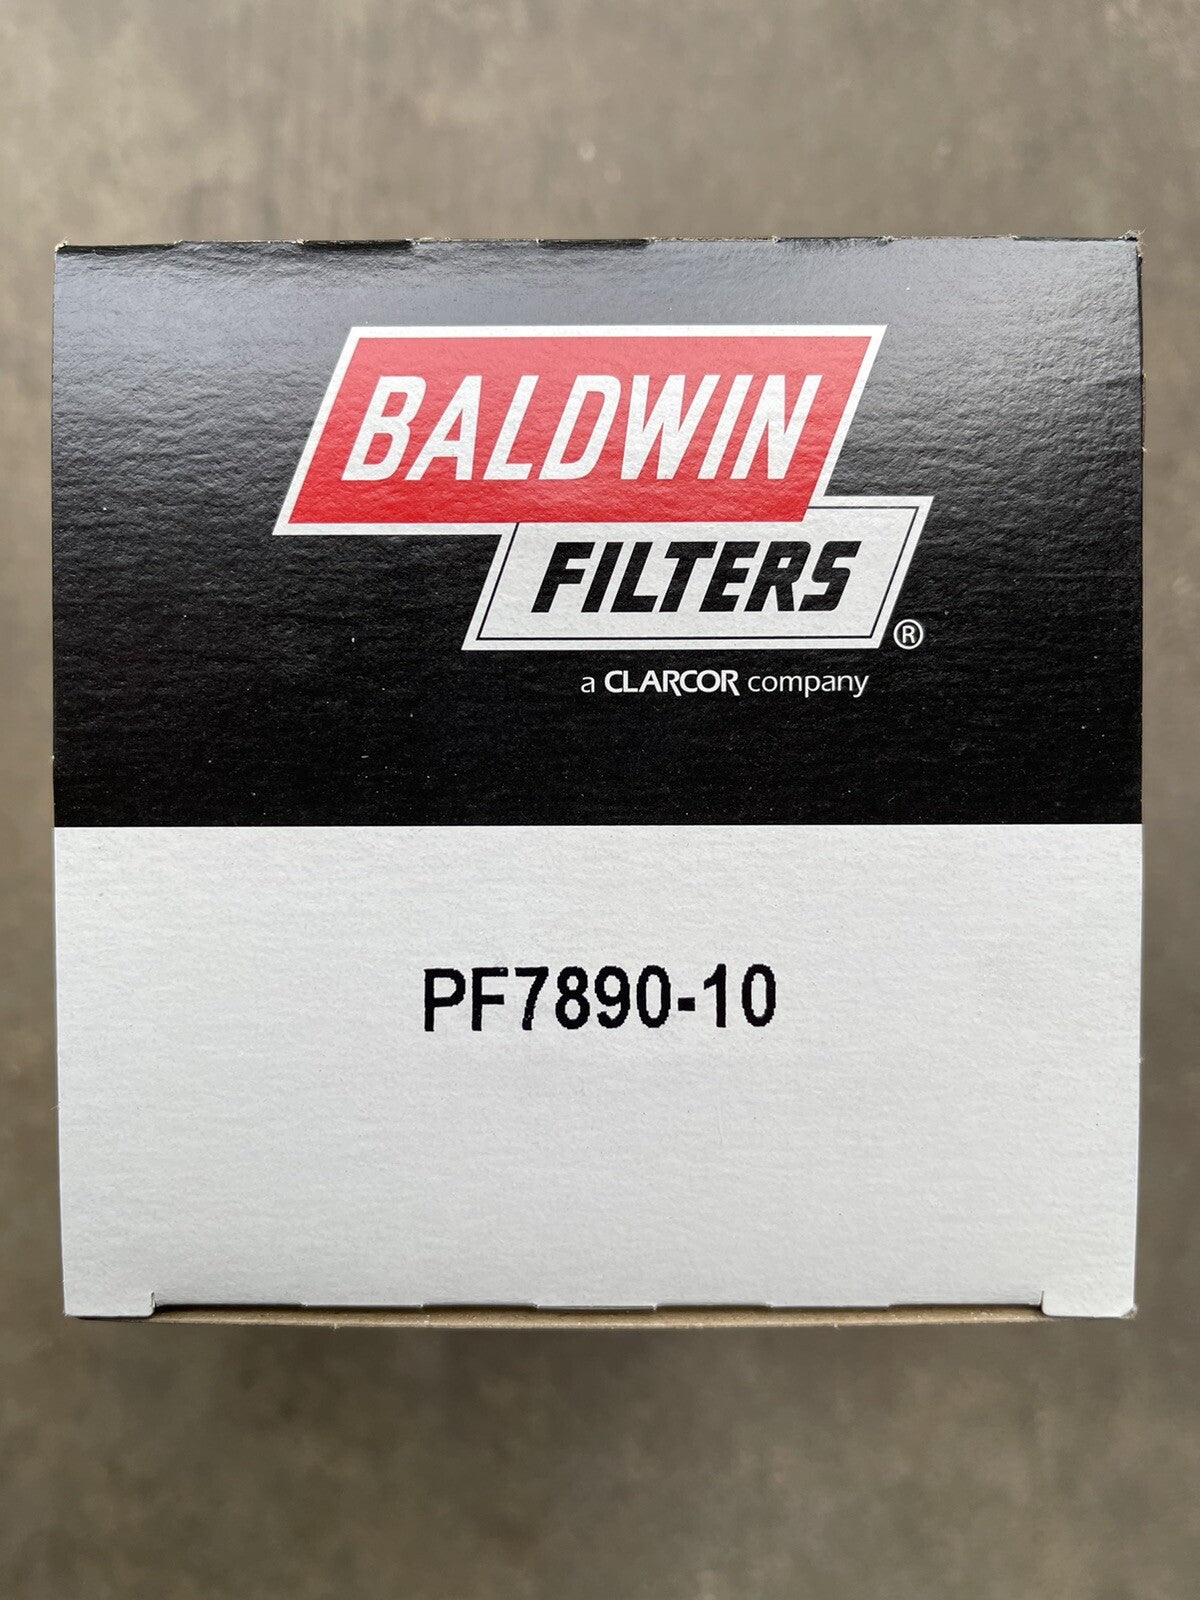 BALDWIN
FILTERS
®
a CLARCOR company
PF7890-10